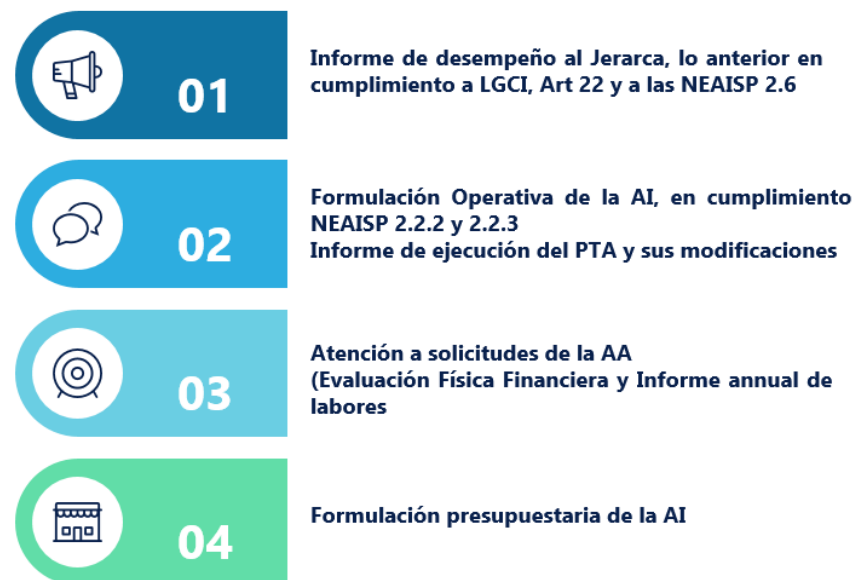 01
Informe de desempeño al Jerarca, lo anterior en
cumplimiento a LGCI, Art 22 y a las NEAISP 2.6
02
Formulación Operativa de la AI, en cumplimiento
NEAISP 2.2.2 y 2.2.3
Informe de ejecución del PTA y sus modificaciones
03
Atención a solicitudes de la AA
(Evaluación Física Financiera y Informe annual de
labores
04
Formulación presupuestaria de la AI